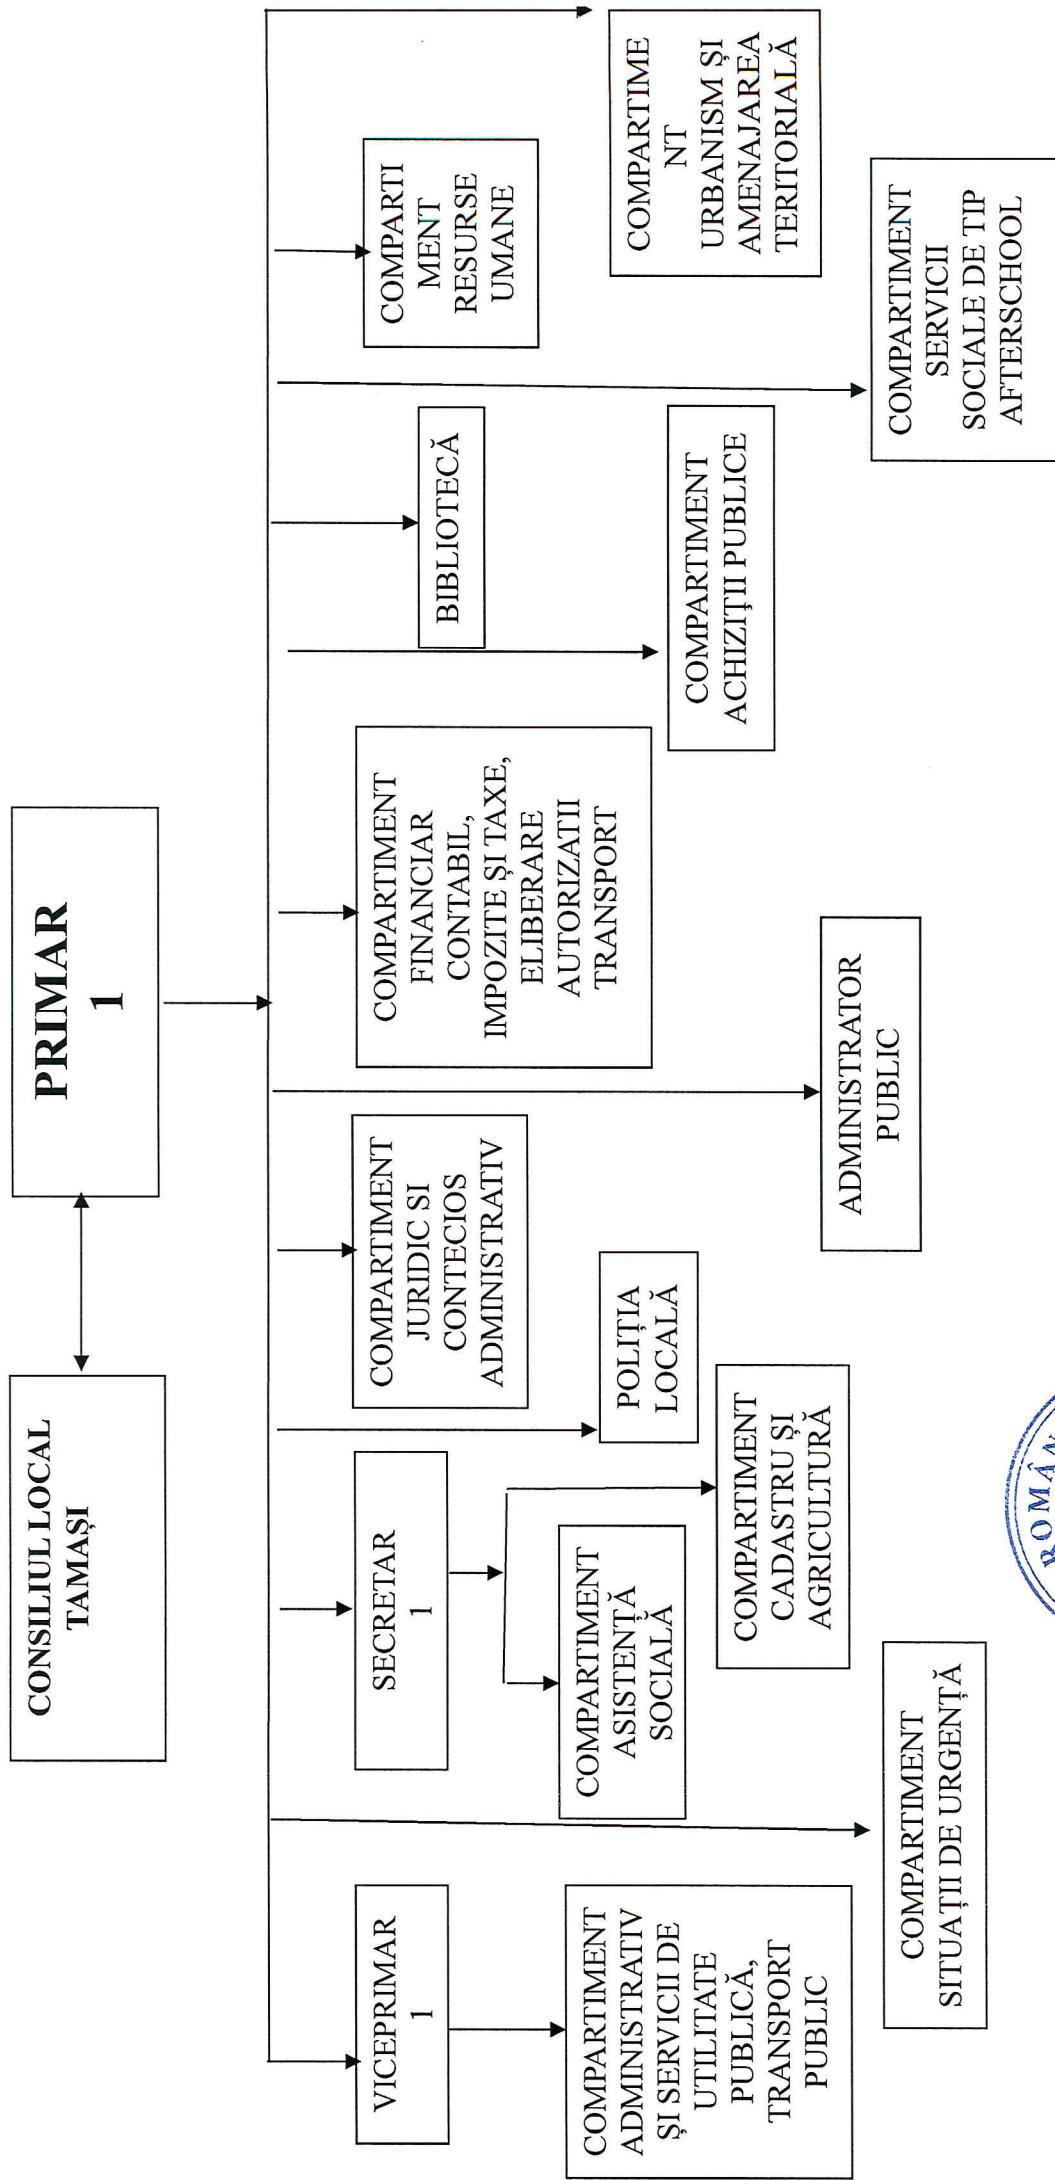 CONSILIUL LOCAL
TAMAȘI
PRIMAR
1
VICEPRIMAR
1
COMPARTIMENT
ADMINISTRATIV
ȘI SERVICII DE
UTILITATE
PUBLICĂ,
TRANSPORT
PUBLIC
COMPARTIMENT
SITUAȚII DE URGENȚĂ
SECRETAR
1
COMPARTIMENT
ASISTENȚĂ
SOCIALĂ
COMPARTIMENT
CADASTRU ȘI
AGRICULTURĂ
POLIȚIA
LOCALĂ
COMPARTIMENT
JURIDIC SI
CONTECIOS
ADMINISTRATIV
ADMINISTRATOR
PUBLIC
COMPARTIMENT
FINANCIAR
CONTABIL,
IMPOZITE ȘI TAXE,
ELIBERARE
AUTORIZATII
TRANSPORT
COMPARTIMENT
ACHIZIȚII PUBLICE
BIBLIOTECĂ
COMPARTIMENT
SERVICII
SOCIALE DE TIP
AFTERSCHOOL
COMPARTI
MENT
RESURSE
UMANE
COMPARTIME
NT
URBANISM ȘI
AMENAJAREA
TERITORIALĂ
ROMÂN